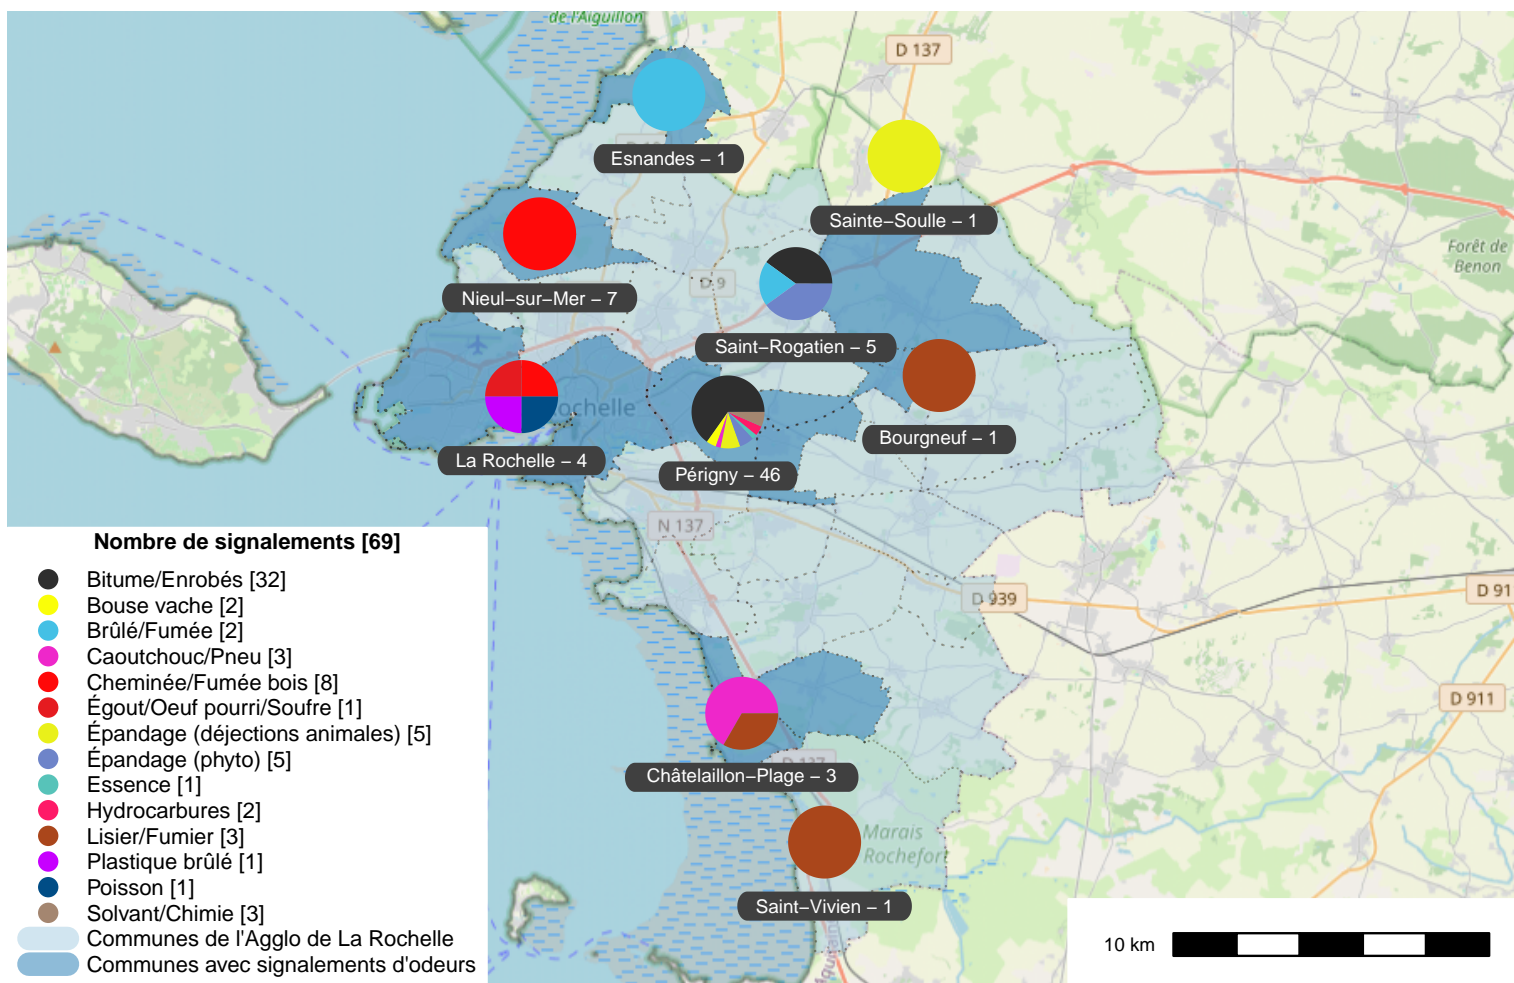 de l'Aiguillon
D 137
Esnandes – 1
Sainte–Soulle – 1
Forêt de
Benon
Nieul–sur–Mer – 7
D 9
Saint–Rogatien – 5
ochelle
Bourgneuf – 1
La Rochelle – 4
Périgny – 46
N 137
Nombre de signalements [69]
Bitume/Enrobés [32]
Bouse vache [2]
Brûlé/Fumée [2]
Caoutchouc/Pneu [3]
Cheminée/Fumée bois [8]
Égout/Oeuf pourri/Soufre [1]
Épandage (déjections animales) [5]
Épandage (phyto) [5]
Essence [1]
Hydrocarbures [2]
Lisier/Fumier [3]
Plastique brûlé [1]
Poisson [1]
Solvant/Chimie [3]
Communes de l'Agglo de La Rochelle
Communes avec signalements d'odeurs
D 939
D 91
D 911
D 137
Châtelaillon–Plage – 3
Marais
Rochefort
Saint–Vivien – 1
10 km